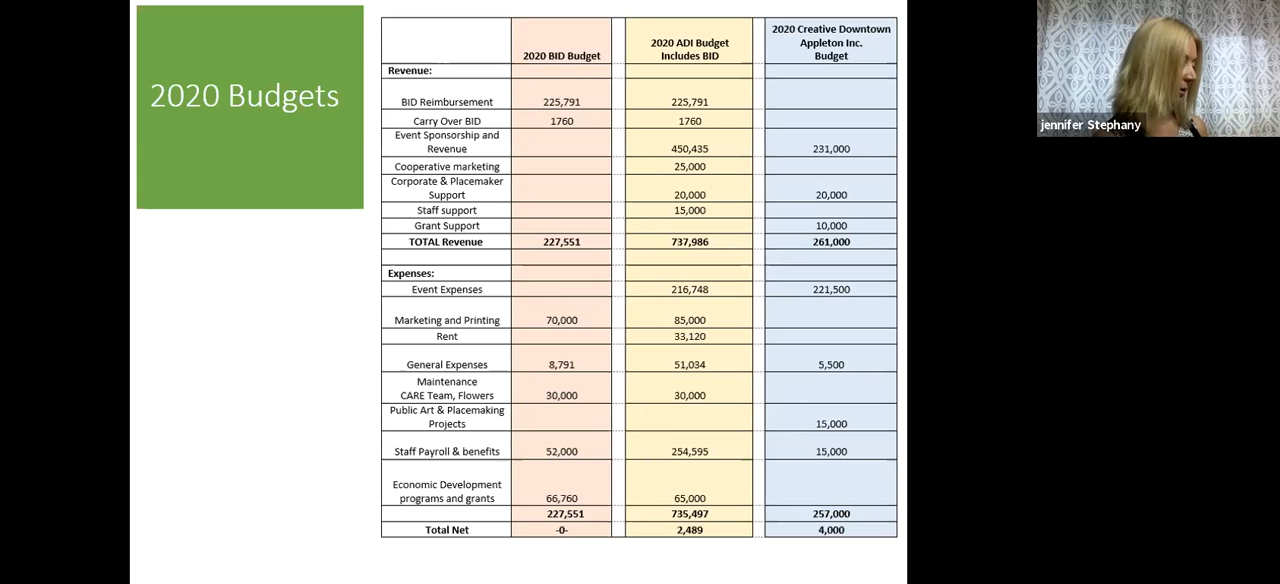 2020 Budgets
2020 BID Budget
2020 ADI Budget
Includes BID
2020 Creative Downtown
Appleton Inc.
Budget
Revenue:
BID Reimbursement 225,791 225,791
Carry Over BID 1760 1760
Event Sponsorship and
Revenue 450,435 231,000
Cooperative marketing 25,000
Corporate & Placemaker
Support 20,000 20,000
Staff support 15,000
Grant Support 10,000
TOTAL Revenue 227,551 737,986 261,000
Expenses:
Event Expenses 216,748 221,500
Marketing and Printing 70,000 85,000
Rent 33,120
General Expenses 8,791 51,034 5,500
Maintenance
CARE Team, Flowers 30,000 30,000
Public Art & Placemaking
Projects 15,000
Staff Payroll & benefits 52,000 254,595 15,000
Economic Development
programs and grants 66,760 65,000
227,551 735,497 257,000
Total Net -0- 2,489 4,000
jennifer Stephany